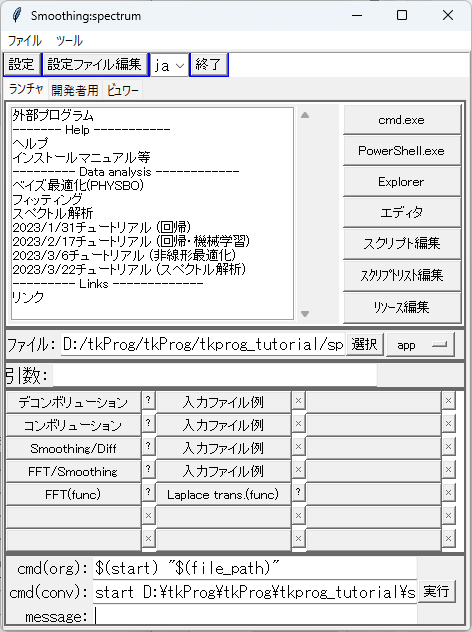 Smoothing:spectrum
ファイル ツール
設定 設定ファイル編集 ja 終了
ランチャ 開発者用 ビュワー
外部プログラム
------- Help -----------
ヘルプ
インストールマニュアル等
--------- Data analysis ------------
ベイズ最適化(PHYSBO)
フィッティング
スペクトル解析
2023/1/31チュートリアル (回帰)
2023/2/17チュートリアル (回帰・機械学習)
2023/3/6チュートリアル (非線形最適化)
2023/3/22チュートリアル (スペクトル解析)
--------- Links -------------
リンク
cmd.exe
PowerShell.exe
Explorer
エディタ
スクリプト編集
スクリプトリスト編集
リソース編集
ファイル: D:/tkProg/tkProg/tkprog_tutorial/sp 選択 app
引数:
デコンボリューション ? 入力ファイル例 × ×
コンボリューション ? 入力ファイル例 × ×
Smoothing/Diff ? 入力ファイル例 × ×
FFT/Smoothing ? 入力ファイル例 × ×
FFT(func) ? Laplace trans.(func) ? ×
× × ×
× × ×
cmd(org): $(start) "$(file_path)"
cmd(conv): start D:¥tkProg¥tkProg¥tkprog_tutorial¥s 実行
message: